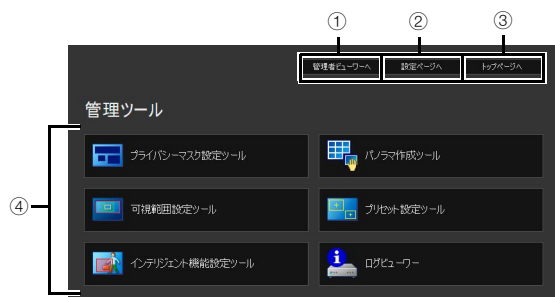 ① ② ③
管理者ビューワーへ 設定ページへ トップページへ
管理ツール
④
プライバシーマスク設定ツール パノラマ作成ツール
可視範囲設定ツール プリセット設定ツール
インテリジェント機能設定ツール ログビューワー